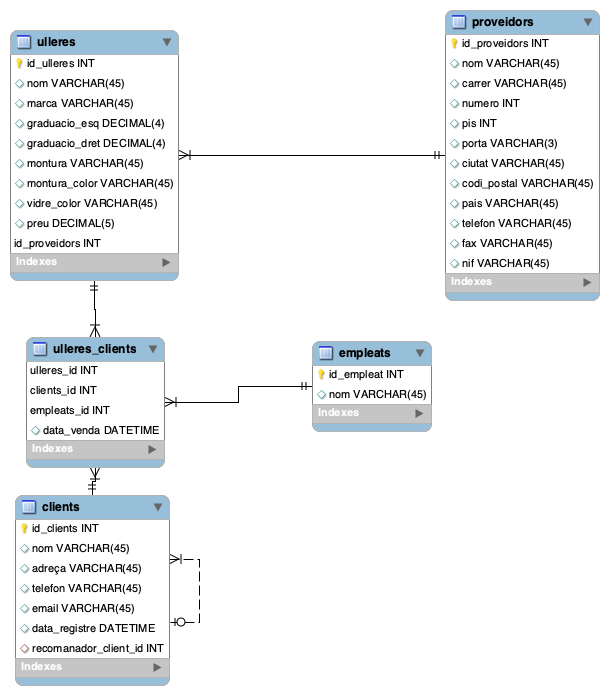 ulleres
id_ulleres INT
nom VARCHAR(45)
marca VARCHAR(45)
graduacio_esq DECIMAL(4)
graduacio_dret DECIMAL(4)
montura VARCHAR(45)
montura_color VARCHAR(45)
vidre_color VARCHAR(45)
preu DECIMAL(5)
id_proveidors INT
Indexes
proveidors
id_proveidors INT
nom VARCHAR(45)
carrer VARCHAR(45)
numero INT
pis INT
porta VARCHAR(3)
ciutat VARCHAR(45)
codi_postal VARCHAR(45)
pais VARCHAR(45)
telefon VARCHAR(45)
fax VARCHAR(45)
nif VARCHAR(45)
Indexes
ulleres_clients
ulleres_id INT
clients_id INT
empleats_id INT
data_venda DATETIME
Indexes
empleats
id_empleat INT
nom VARCHAR(45)
Indexes
clients
id_clients INT
nom VARCHAR(45)
adreça VARCHAR(45)
telefon VARCHAR(45)
email VARCHAR(45)
data_registre DATETIME
recomanador_client_id INT
Indexes